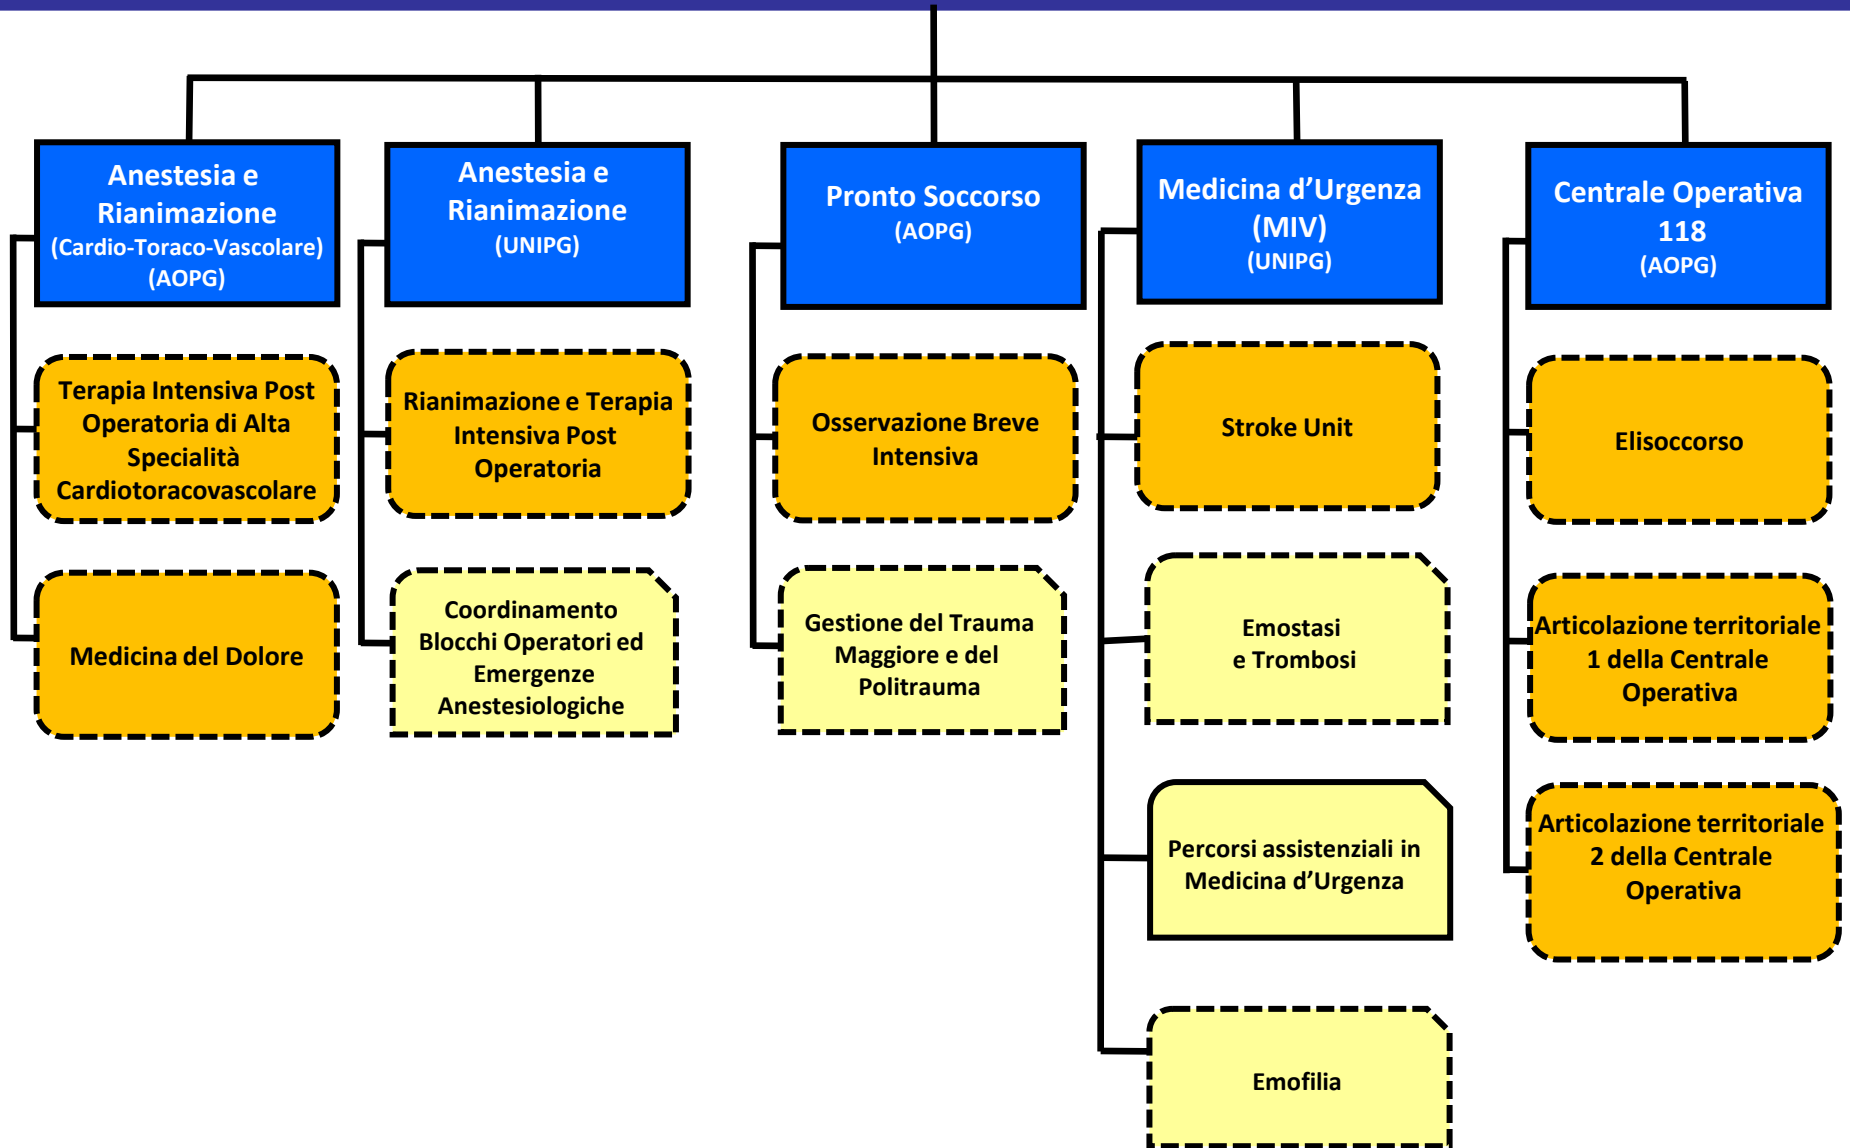 Anestesia e
Rianimazione
(Cardio-Toraco-Vascolare)
(AOPG)
Terapia Intensiva Post
Operatoria di Alta
Specialità
Cardiotoracovascolare
Medicina del Dolore
Anestesia e
Rianimazione
(UNIPG)
Rianimazione e Terapia
Intensiva Post
Operatoria
Coordinamento
Blocchi Operatori ed
Emergenze
Anestesiologiche
Pronto Soccorso
(AOPG)
Osservazione Breve
Intensiva
Gestione del Trauma
Maggiore e del
Politrauma
Medicina d’Urgenza
(MIV)
(UNIPG)
Stroke Unit
Emostasi
e Trombosi
Percorsi assistenziali in
Medicina d’Urgenza
Emofilia
Centrale Operativa
118
(AOPG)
Elisoccorso
Articolazione territoriale
1 della Centrale
Operativa
Articolazione territoriale
2 della Centrale
Operativa